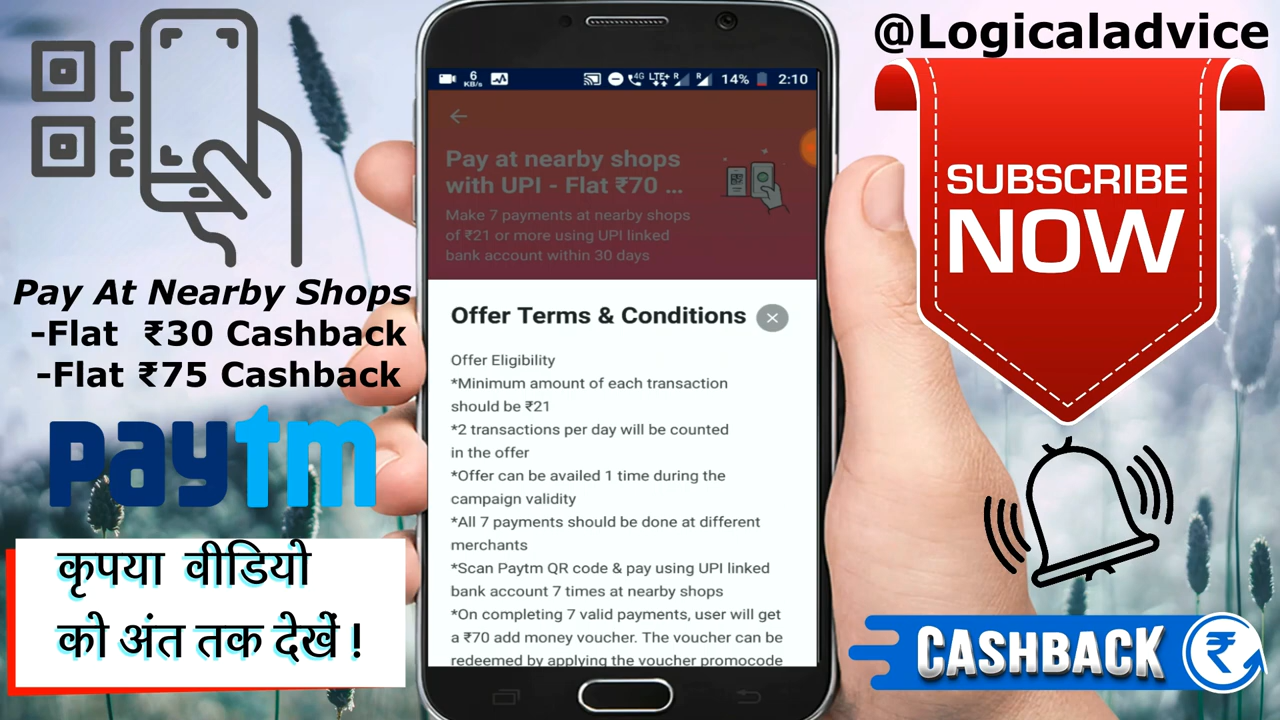 @Logicaladvice
SUBSCRIBE
NOW
Pay At Nearby Shops
-Flat ₹30 Cashback
-Flat ₹75 Cashback
paytm
कृपया वीडियो
को अंत तक देखें !
6
KB/s
4G
LTE+
R
R
14%
2:10
Pay at nearby shops
with UPI - Flat ₹70 ...
Make 7 payments at nearby shops
of ₹21 or more using UPI linked
bank account within 30 days
Offer Terms & Conditions
Offer Eligibility
*Minimum amount of each transaction
should be ₹21
*2 transactions per day will be counted
in the offer
*Offer can be availed 1 time during the
campaign validity
*All 7 payments should be done at different
merchants
*Scan Paytm QR code & pay using UPI linked
bank account 7 times at nearby shops
*On completing 7 valid payments, user will get
a ₹70 add money voucher. The voucher can be
redeemed by applying the voucher promocode
CASHBACK ₹